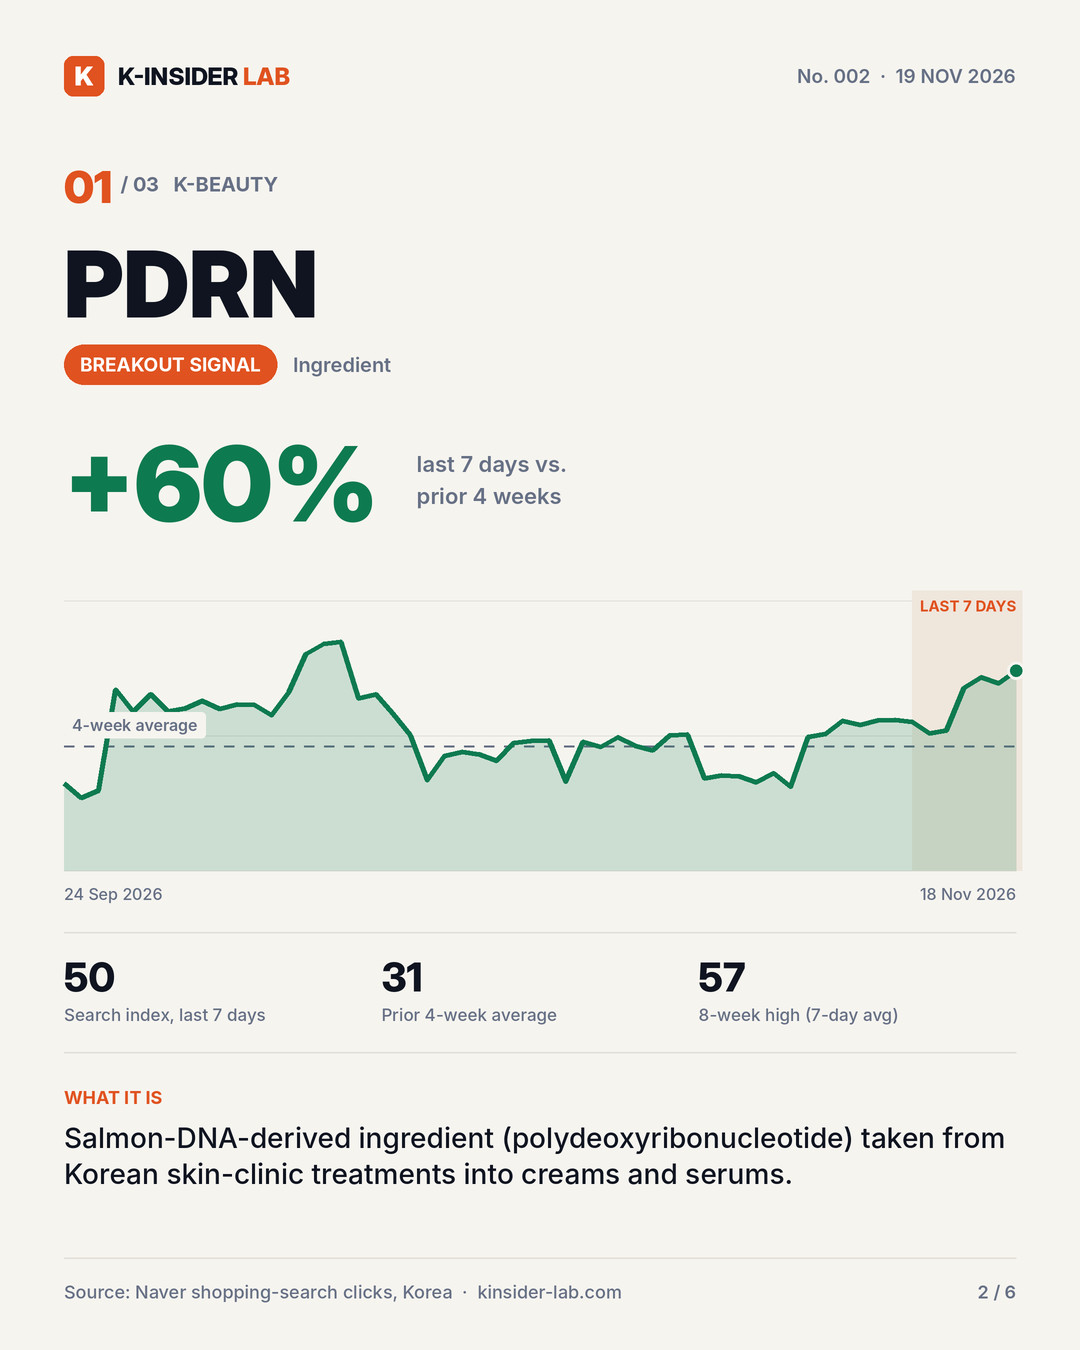 K K-INSIDER LAB
No. 002 · 19 NOV 2026
01 / 03 K-BEAUTY
PDRN
BREAKOUT SIGNAL Ingredient
+60%
last 7 days vs.
prior 4 weeks
LAST 7 DAYS
4-week average
24 Sep 2026
18 Nov 2026
50
Search index, last 7 days
31
Prior 4-week average
57
8-week high (7-day avg)
WHAT IT IS
Salmon-DNA-derived ingredient (polydeoxyribonucleotide) taken from
Korean skin-clinic treatments into creams and serums.
Source: Naver shopping-search clicks, Korea · kinsider-lab.com
2 / 6